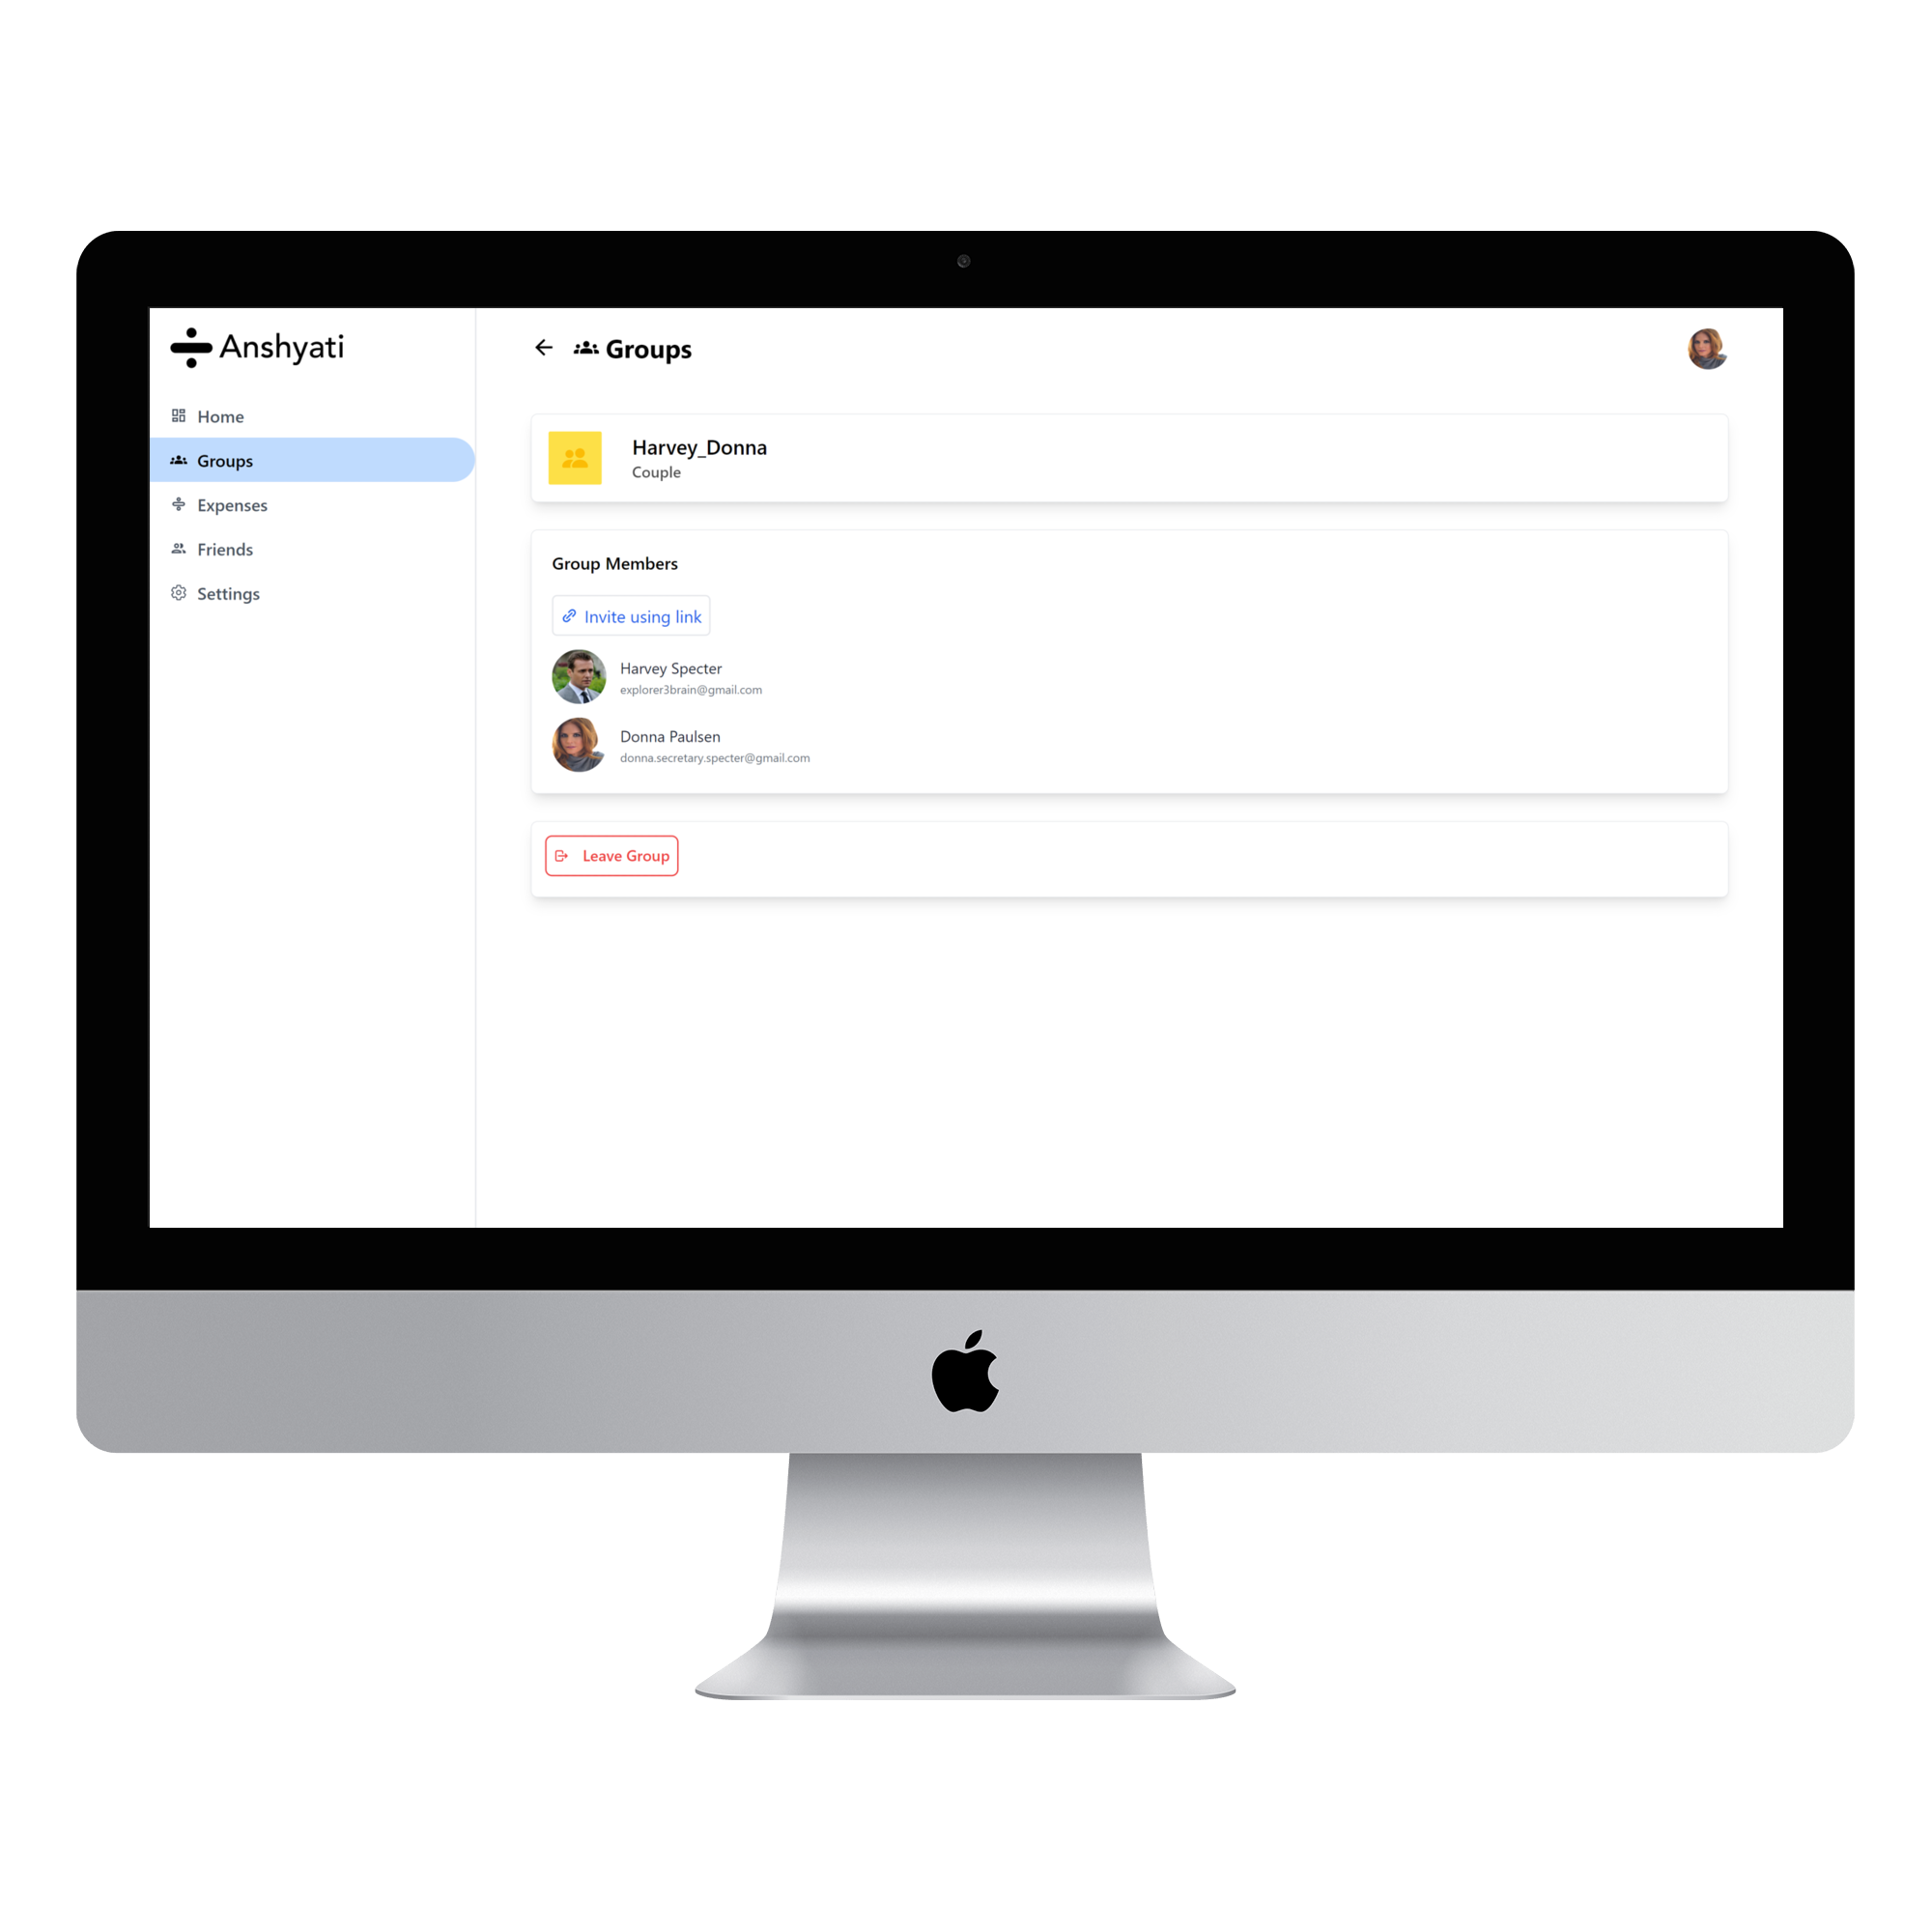 Anshyati
Home
Groups
Expenses
Friends
Settings
Groups
Harvey_Donna
Couple
Group Members
Invite using link
Harvey Specter
explorer3brain@gmail.com
Donna Paulsen
donna.secretary.specter@gmail.com
Leave Group